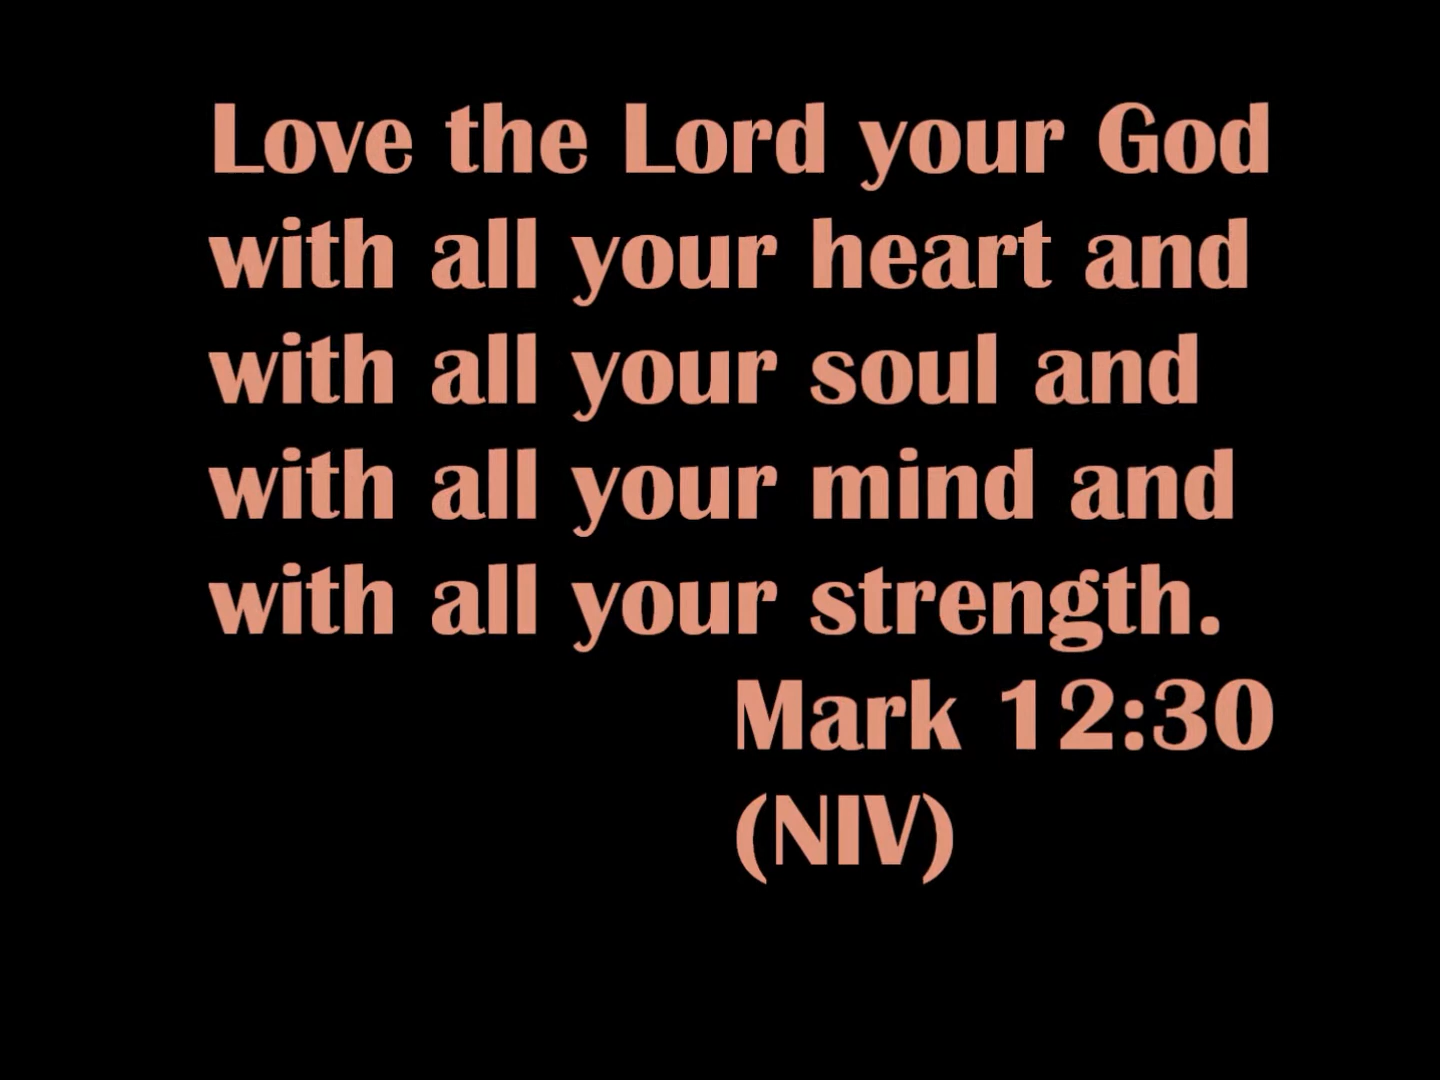 Love the Lord your God
with all your heart and
with all your soul and
with all your mind and
with all your strength.
Mark 12:30
(NIV)